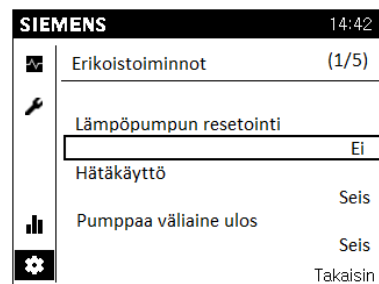 SIEMENS 14:42
Erikoistoiminnot (1/5)
Lämpöpumpun resetointi
Ei
Hätäkäyttö
Seis
Pumppaa väliaine ulos
Seis
Takaisin